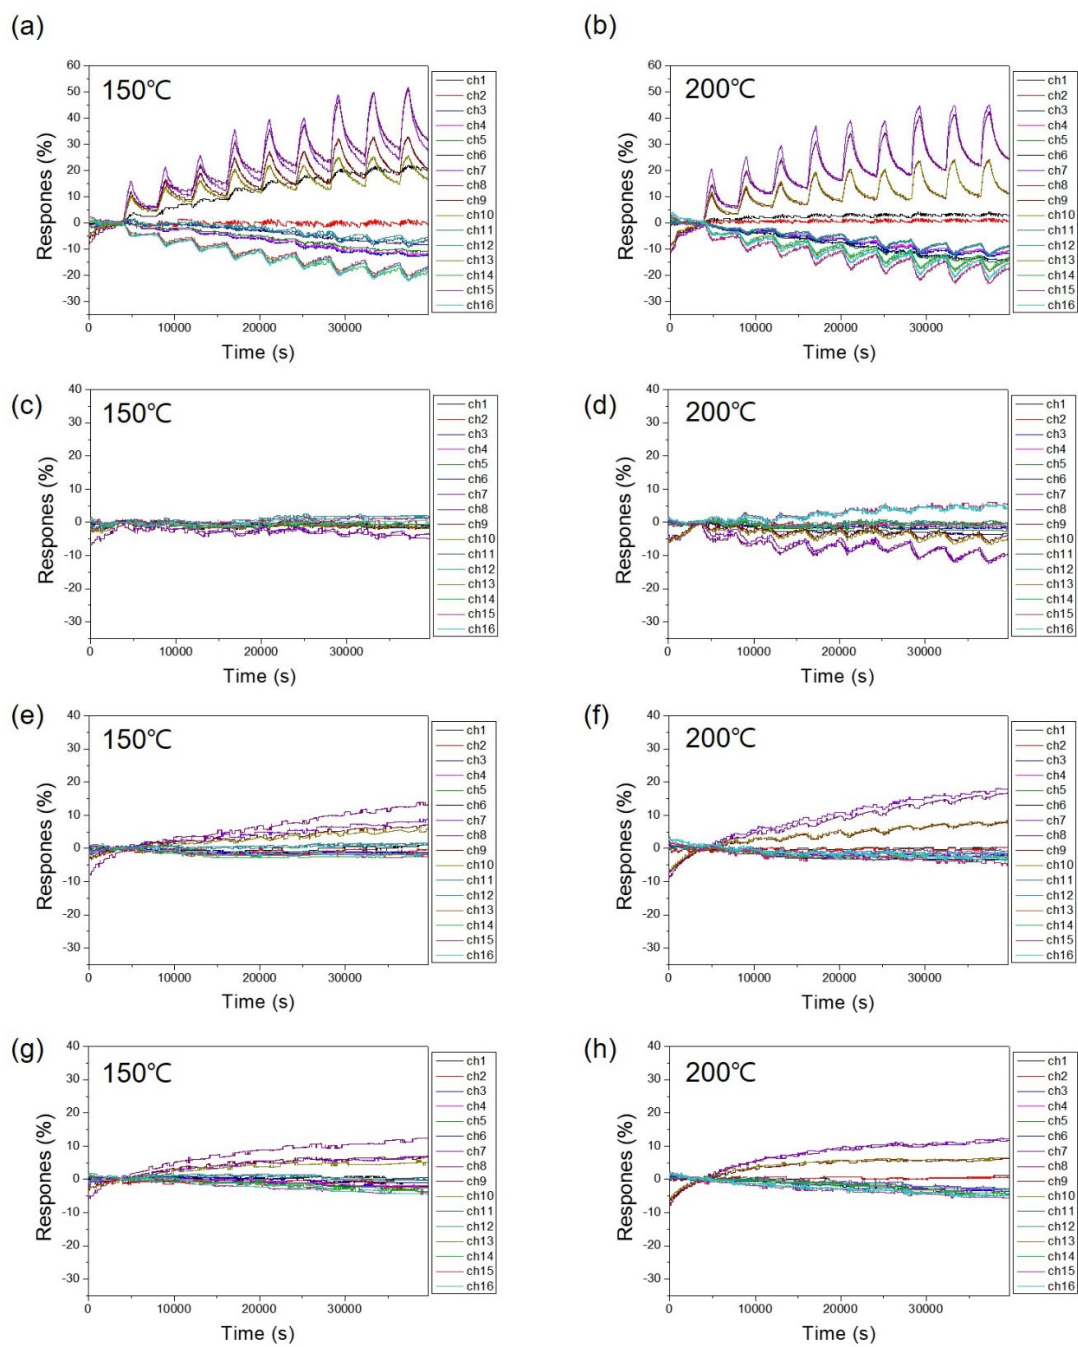 (a)
150℃
Respones (%)
60
50
40
30
20
10
0
-10
-20
-30
0
10000
20000
30000
Time (s)
ch1
ch2
ch3
ch4
ch5
ch6
ch7
ch8
ch9
ch10
ch11
ch12
ch13
ch14
ch15
ch16
(b)
200℃
Respones (%)
60
50
40
30
20
10
0
-10
-20
-30
0
10000
20000
30000
Time (s)
ch1
ch2
ch3
ch4
ch5
ch6
ch7
ch8
ch9
ch10
ch11
ch12
ch13
ch14
ch15
ch16
(c)
150℃
Respones (%)
40
30
20
10
0
-10
-20
-30
0
10000
20000
30000
Time (s)
ch1
ch2
ch3
ch4
ch5
ch6
ch7
ch8
ch9
ch10
ch11
ch12
ch13
ch14
ch15
ch16
(d)
200℃
Respones (%)
40
30
20
10
0
-10
-20
-30
0
10000
20000
30000
Time (s)
ch1
ch2
ch3
ch4
ch5
ch6
ch7
ch8
ch9
ch10
ch11
ch12
ch13
ch14
ch15
ch16
(e)
150℃
Respones (%)
40
30
20
10
0
-10
-20
-30
0
10000
20000
30000
Time (s)
ch1
ch2
ch3
ch4
ch5
ch6
ch7
ch8
ch9
ch10
ch11
ch12
ch13
ch14
ch15
ch16
(f)
200℃
Respones (%)
40
30
20
10
0
-10
-20
-30
0
10000
20000
30000
Time (s)
ch1
ch2
ch3
ch4
ch5
ch6
ch7
ch8
ch9
ch10
ch11
ch12
ch13
ch14
ch15
ch16
(g)
150℃
Respones (%)
40
30
20
10
0
-10
-20
-30
0
10000
20000
30000
Time (s)
ch1
ch2
ch3
ch4
ch5
ch6
ch7
ch8
ch9
ch10
ch11
ch12
ch13
ch14
ch15
ch16
(h)
200℃
Respones (%)
40
30
20
10
0
-10
-20
-30
0
10000
20000
30000
Time (s)
ch1
ch2
ch3
ch4
ch5
ch6
ch7
ch8
ch9
ch10
ch11
ch12
ch13
ch14
ch15
ch16